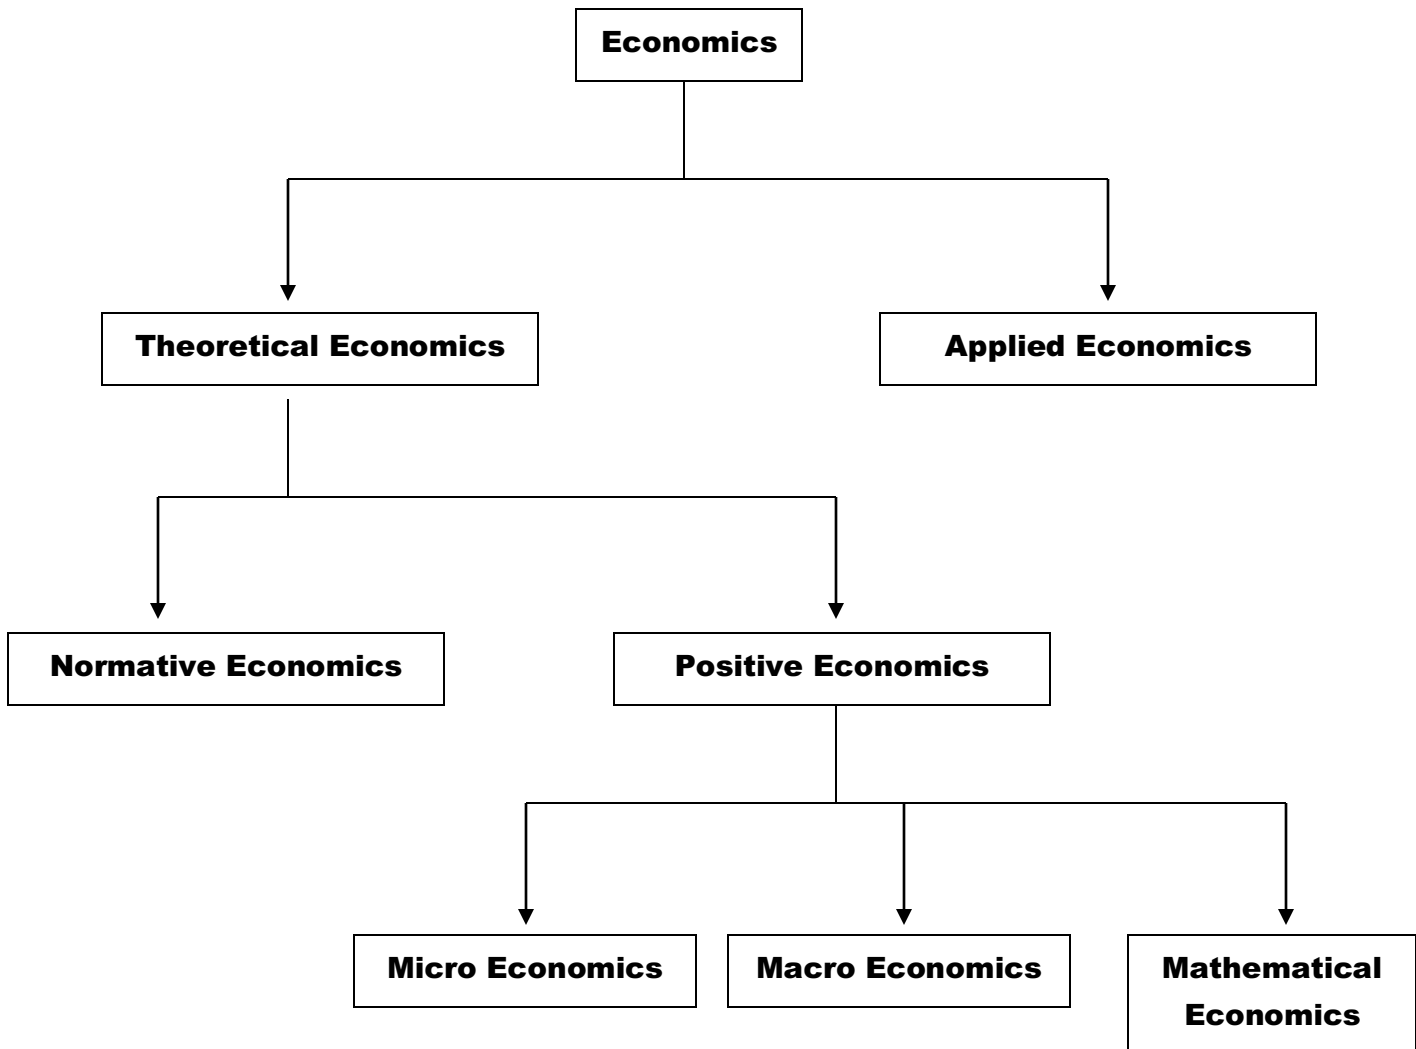 Economics
Theoretical Economics
Applied Economics
Normative Economics
Positive Economics
Micro Economics
Macro Economics
Mathematical
Economics